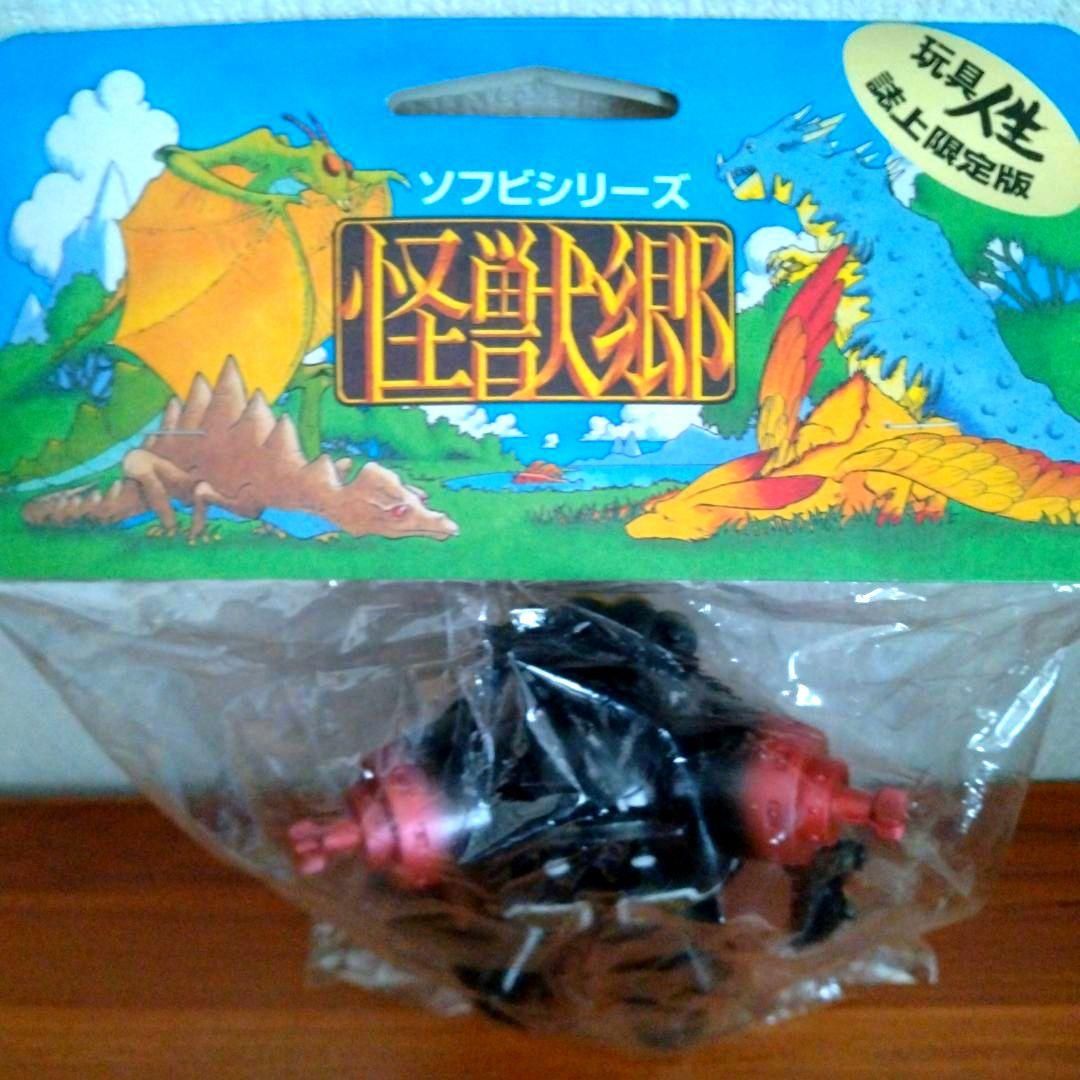 玩具人生
誌上限定版
ソフビシリーズ
怪獣郷